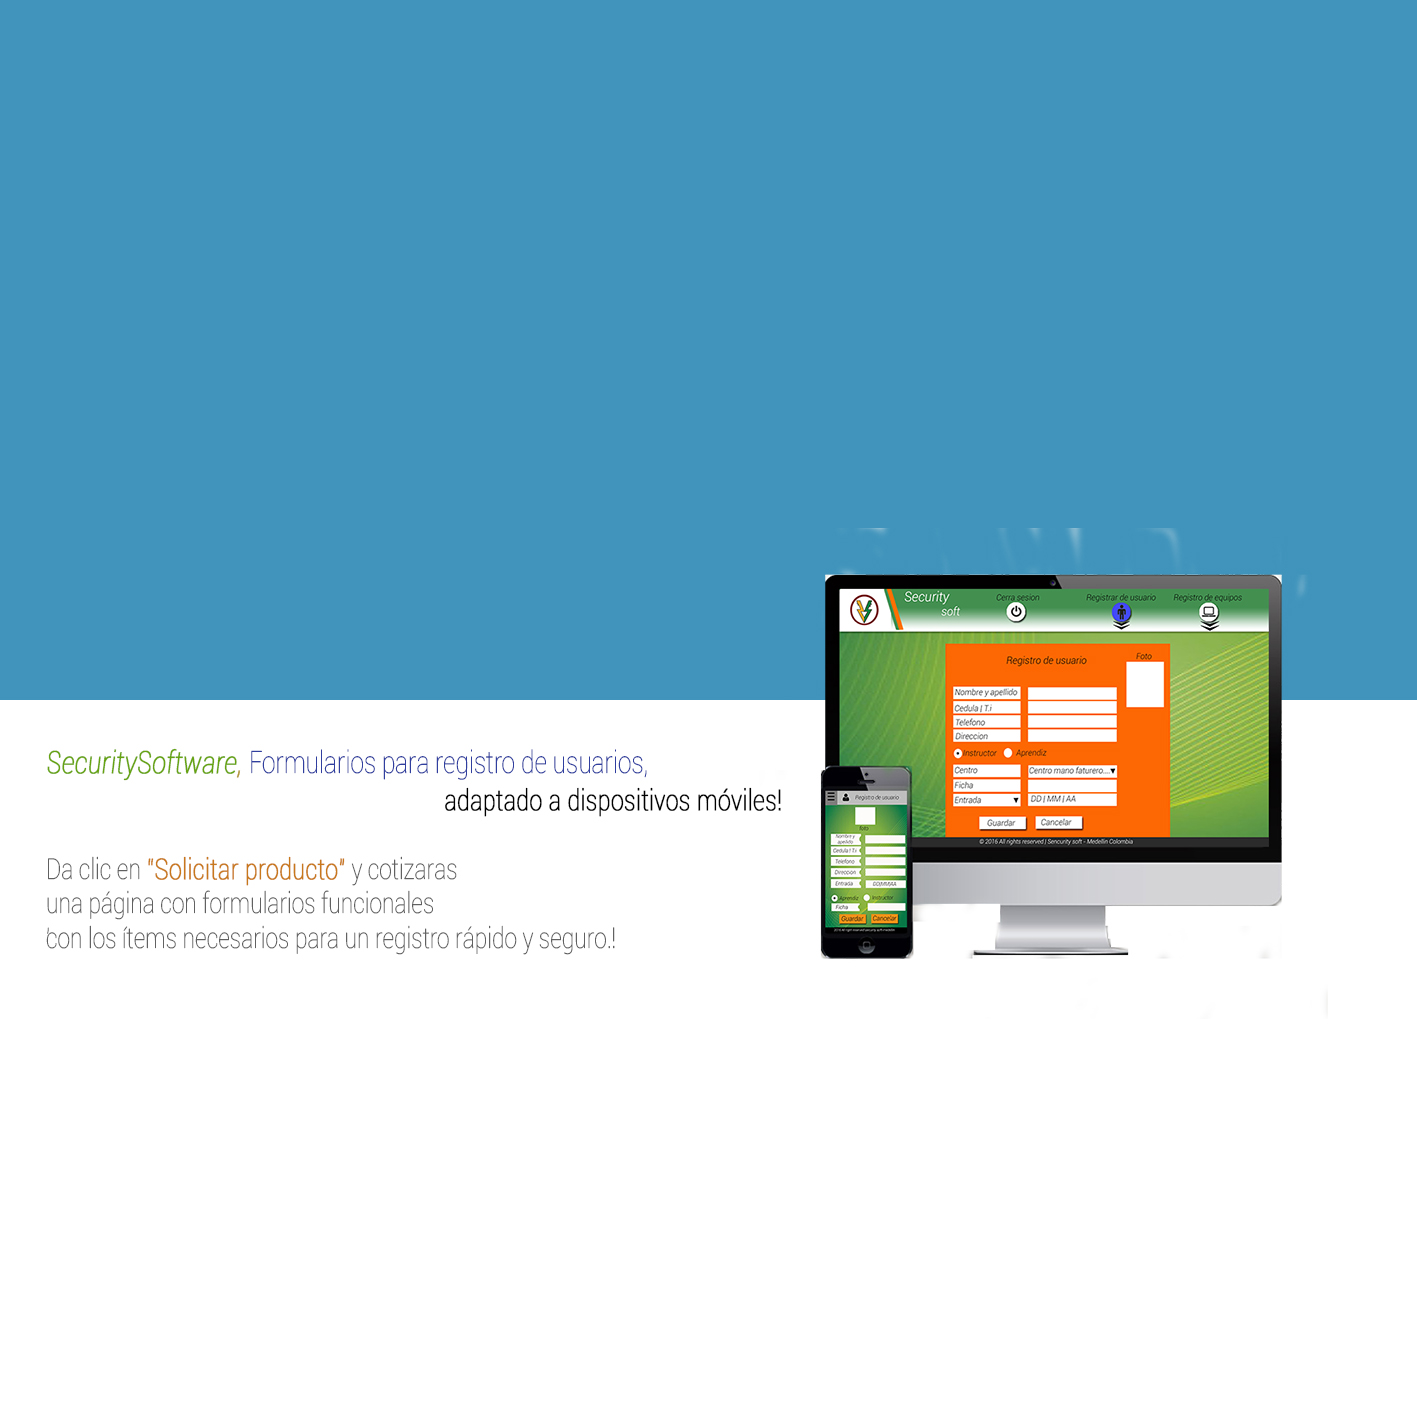 SecuritySoftware, Formularios para registro de usuarios,
adaptado a dispositivos móviles!
Da clic en "Solicitar producto" y cotizaras
una página con formularios funcionales
con los ítems necesarios para un registro rápido y seguro.!
Security
soft
Cerra sesion
Registrar de usuario
Registro de equipos
Registro de usuario
Foto
Nombre y apellido
Cedula | T.i
Telefono
Direccion
Instructor
Aprendiz
Centro
Centro mano faturero....
Ficha
Entrada
DD | MM | AA
Guardar
Cancelar
© 2016 All rights reserved | Sencurity soft - Medellin Colombia
Registro de usuario
foto
Nombre y
apellido
Cedula | T.i
Telefono
Direccion
Entrada
DD|MM|AA
Aprendiz
Instructor
Ficha
Guardar
Cancelar